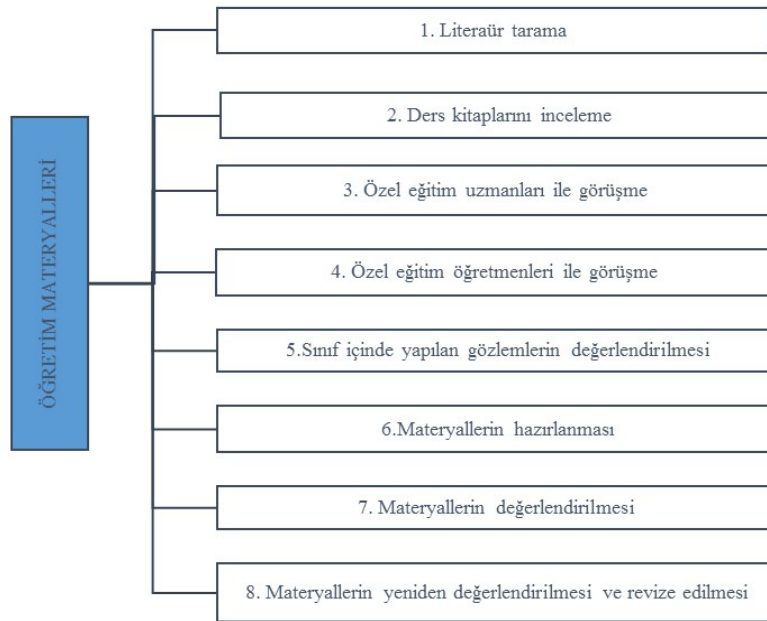 ÖĞRETİM MATERYALLERİ
1. Literaür tarama
2. Ders kitaplarını inceleme
3. Özel eğitim uzmanları ile görüşme
4. Özel eğitim öğretmenleri ile görüşme
5.Sınıf içinde yapılan gözlemlerin değerlendirilmesi
6.Materyallerin hazırlanması
7. Materyallerin değerlendirilmesi
8. Materyallerin yeniden değerlendirilmesi ve revize edilmesi